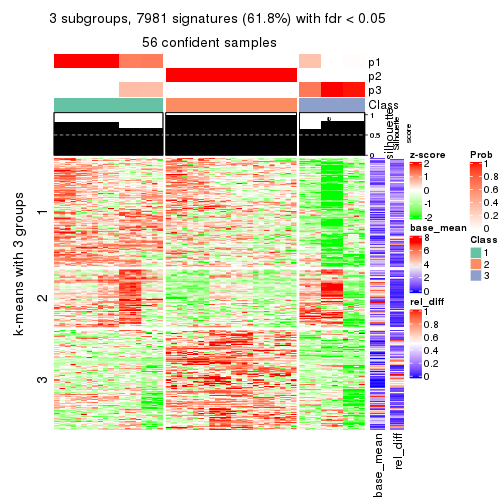 3 subgroups, 7981 signatures (61.8%) with fdr < 0.05
56 confident samples
p1
p2
p3
Class
1
0.5
0
silhouette
Silhouette
score
k-means with 3 groups
1
2
3
base_mean
rel_diff
z-score
2
1
0
-1
-2
base_mean
8
6
4
2
0
rel_diff
1
0.8
0.6
0.4
0.2
0
Prob
1
0.8
0.6
0.4
0.2
0
Class
1
2
3